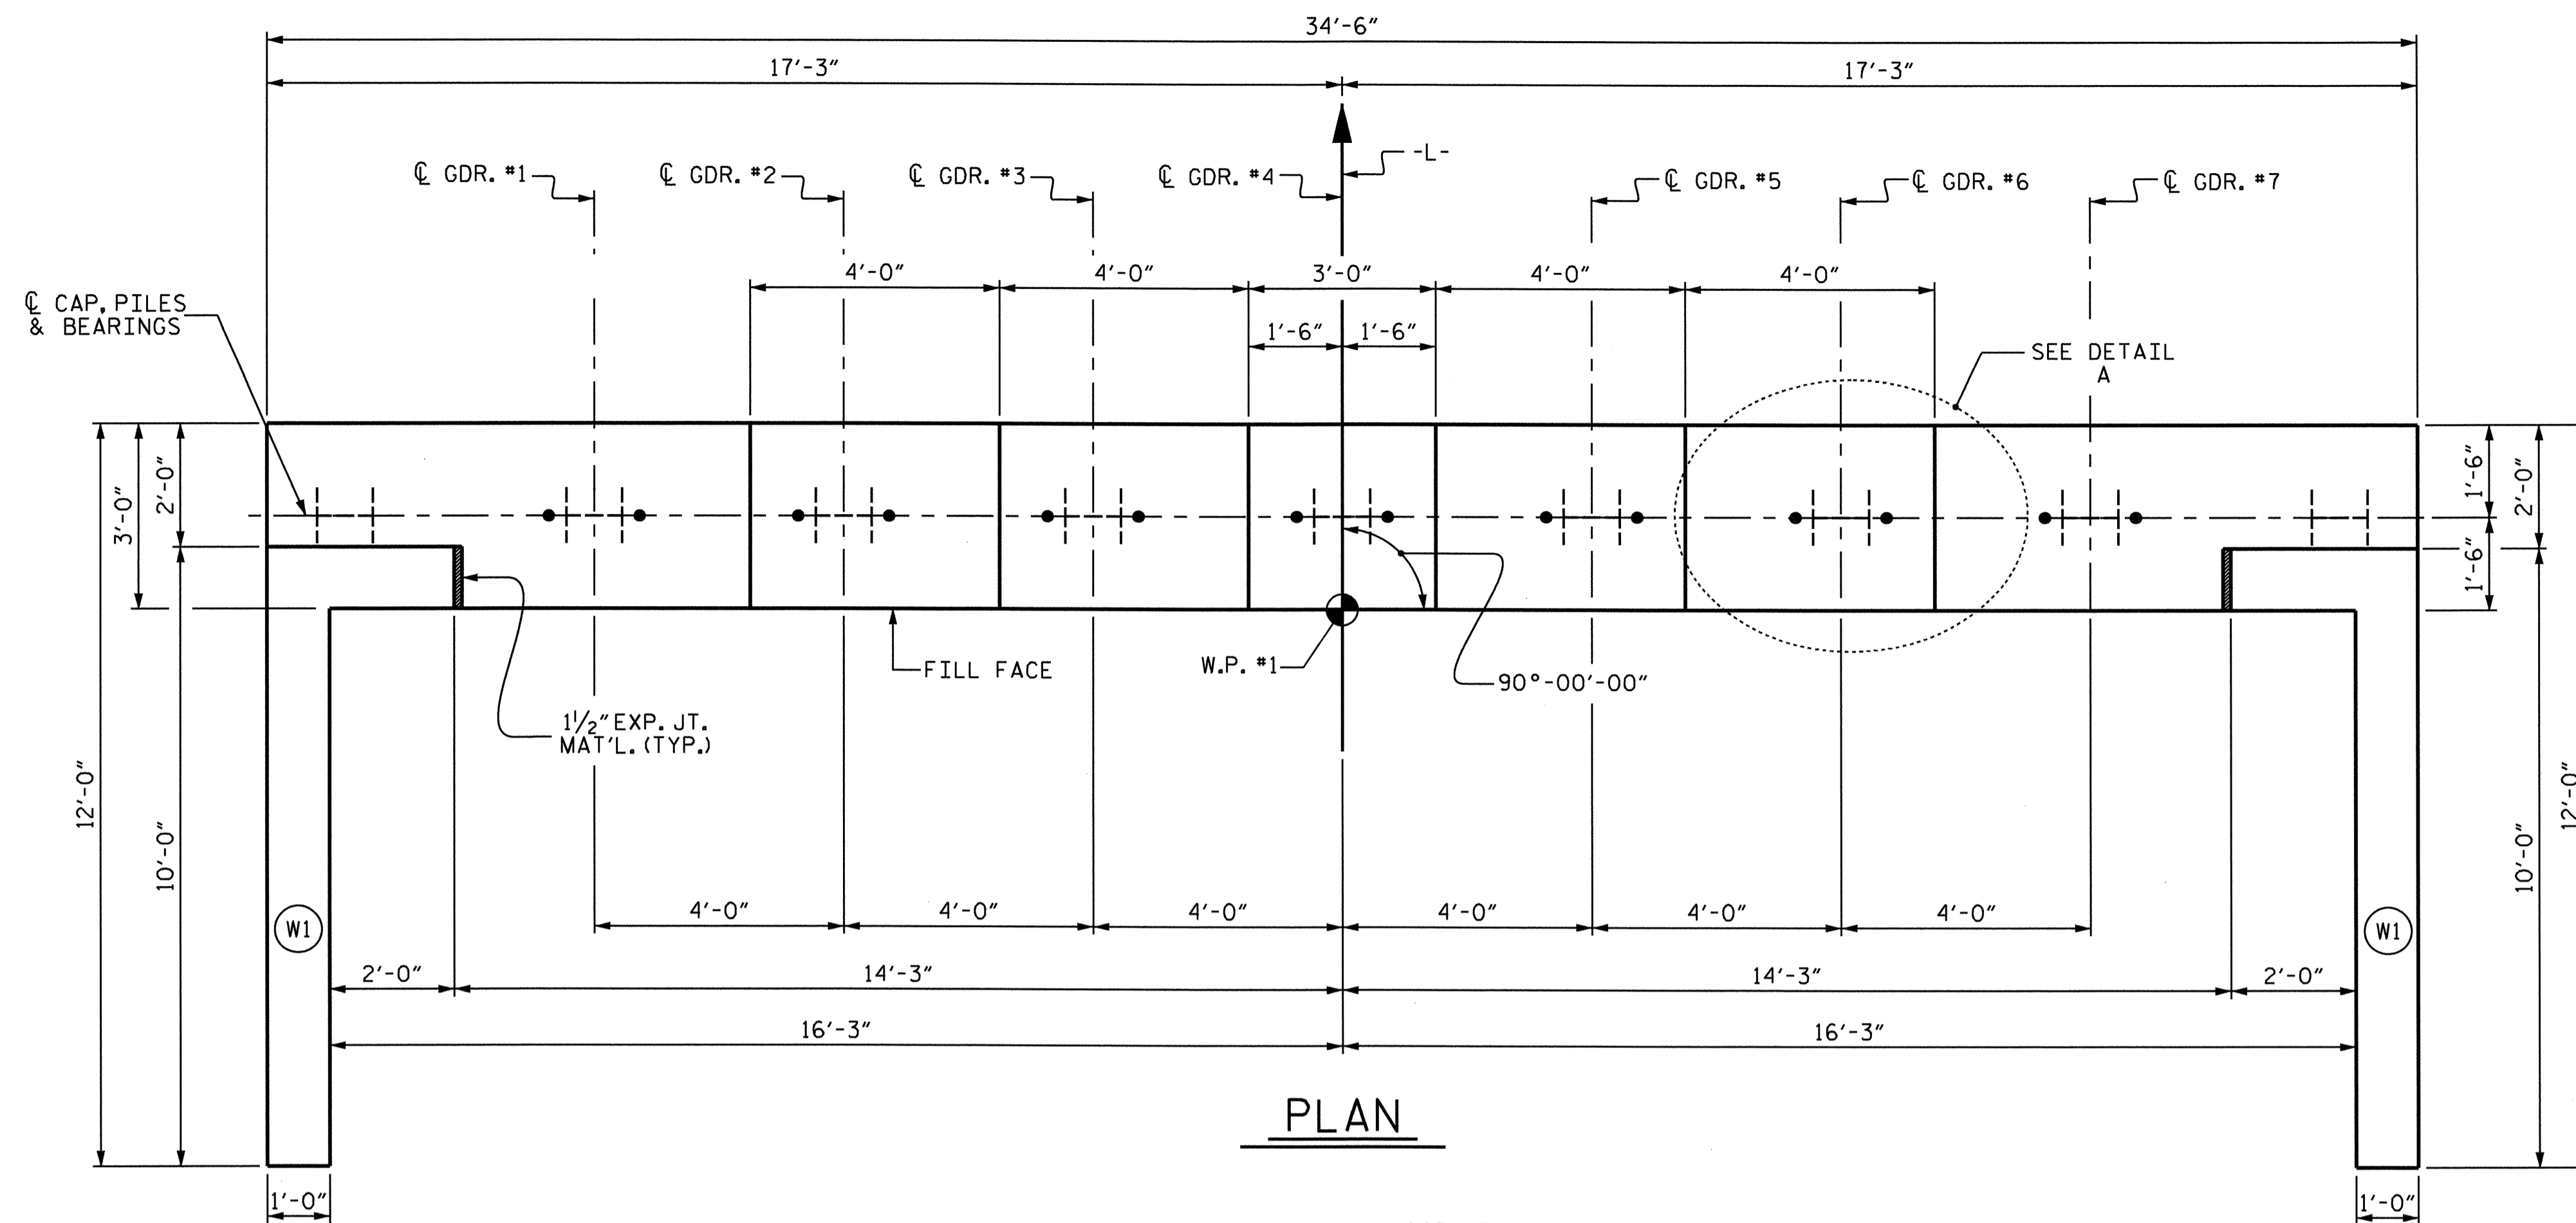 34'-6"
17'-3"
17'-3"
-L-
℄ GDR. #1
℄ GDR. #2
℄ GDR. #3
℄ GDR. #4
℄ GDR. #5
℄ GDR. #6
℄ GDR. #7
4'-0"
4'-0"
3'-0"
4'-0"
4'-0"
℄ CAP, PILES
& BEARINGS
1'-6"
1'-6"
SEE DETAIL
A
3'-0"
2'-0"
1'-6"
2'-0"
1'-6"
FILL FACE
W.P. #1
90°-00'-00"
1½" EXP. JT.
MAT'L. (TYP.)
12'-0"
10'-0"
10'-0"
12'-0"
4'-0"
4'-0"
4'-0"
4'-0"
4'-0"
4'-0"
W1
W1
2'-0"
14'-3"
14'-3"
2'-0"
16'-3"
16'-3"
PLAN
1'-0"
1'-0"